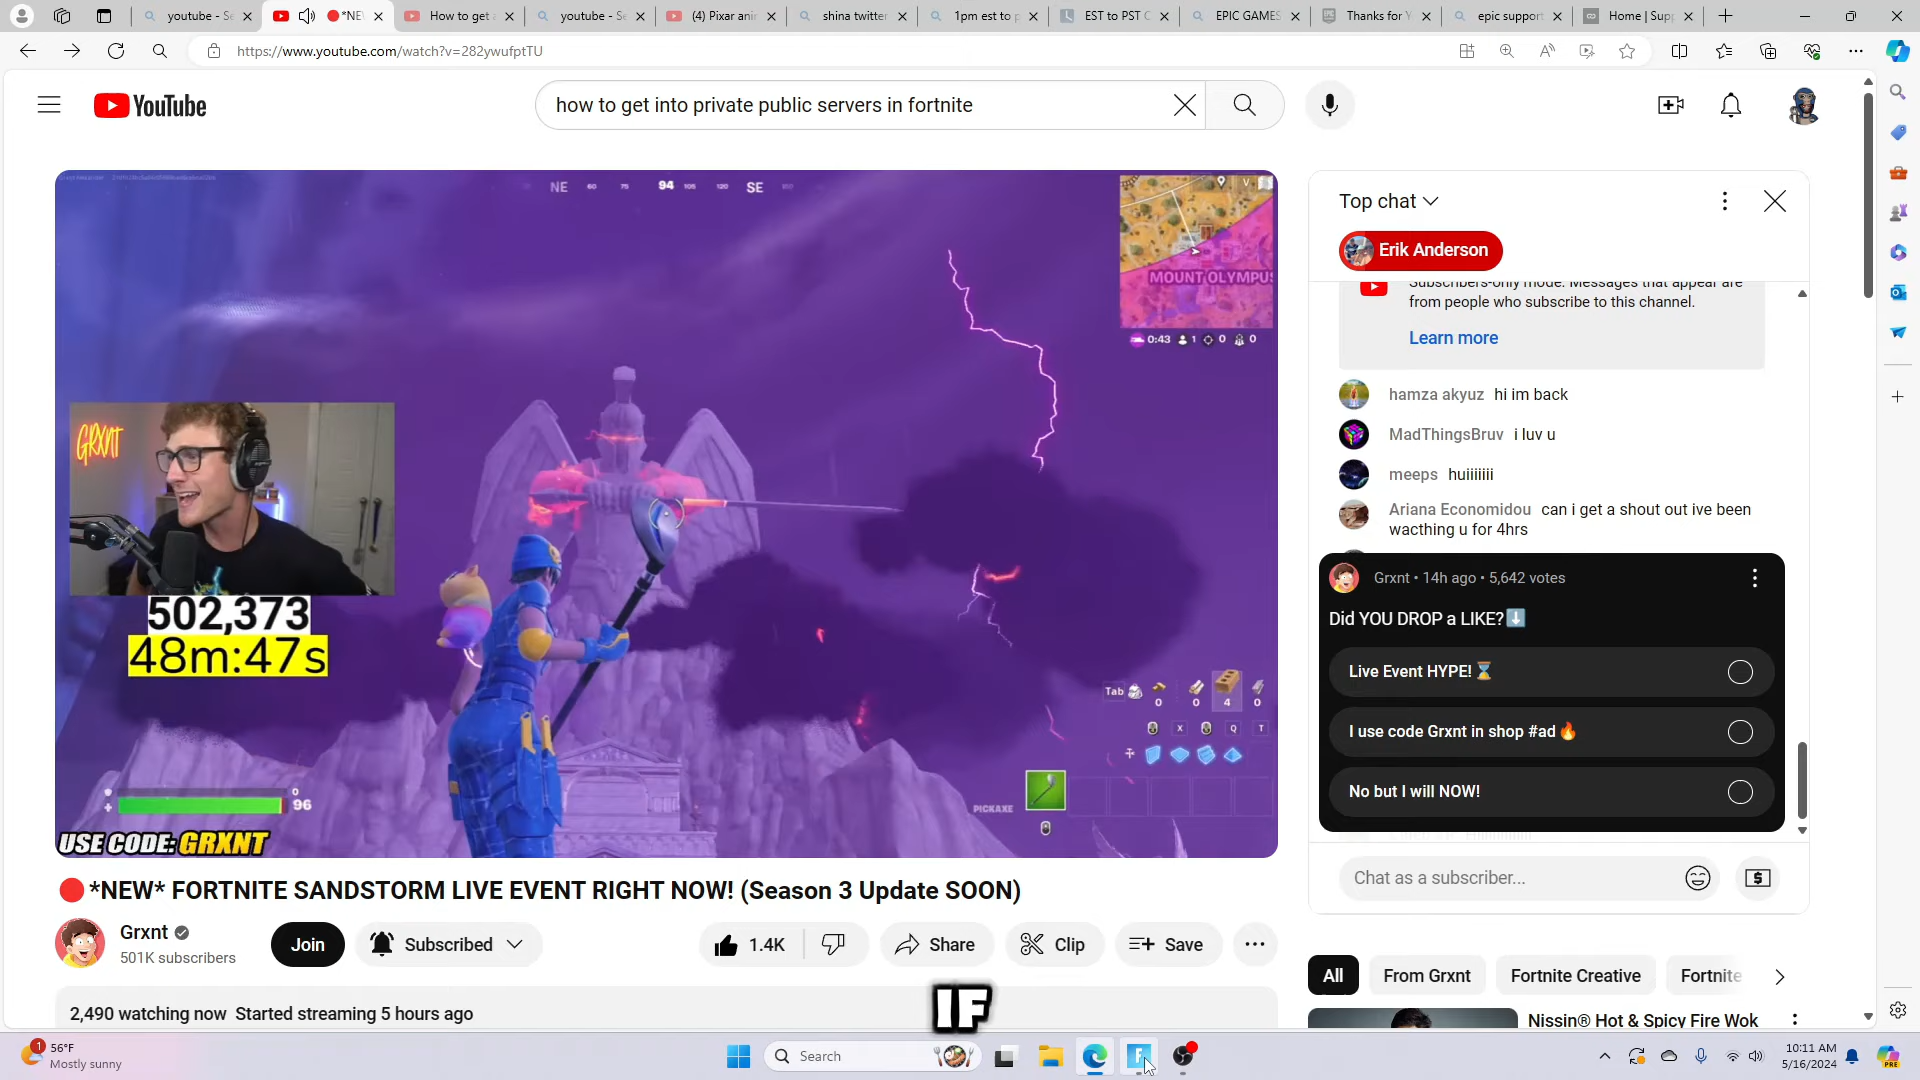 youtube - Se
*NE
How to get a
youtube - Se
(4) Pixar ani
shina twitter
1pm est to p
EST to PST C
EPIC GAMES
Thanks for Y
epic support
Home | Supp
https://www.youtube.com/watch?v=282ywufptTU
YouTube
how to get into private public servers in fortnite
NE 60 75 94 105 120 SE
MOUNT OLYMPUS
0:43 1 0 0
GRXNT
502,373
48m:47s
Tab 0 0 4 0
X Q T
0
96
PICKAXE
USE CODE: GRXNT
Top chat
Erik Anderson
Subscribers-only mode. Messages that appear are
from people who subscribe to this channel.
Learn more
hamza akyuz hi im back
MadThingsBruv i luv u
meeps huiiiiiii
Ariana Economidou can i get a shout out ive been
wacthing u for 4hrs
Grxnt • 14h ago • 5,642 votes
Did YOU DROP a LIKE?⬇️
Live Event HYPE!⌛
I use code Grxnt in shop #ad🔥
No but I will NOW!
Chat as a subscriber...
🔴*NEW* FORTNITE SANDSTORM LIVE EVENT RIGHT NOW! (Season 3 Update SOON)
Grxnt
501K subscribers
Join
Subscribed
1.4K
Share
Clip
Save
2,490 watching now Started streaming 5 hours ago
IF
All
From Grxnt
Fortnite Creative
Fortnite
Nissin® Hot & Spicy Fire Wok
1
56°F
Mostly sunny
Search
10:11 AM
5/16/2024
PRE